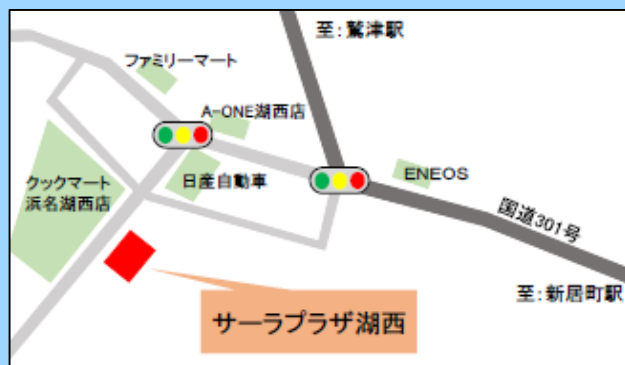 至:鷲津駅
ファミリーマート
A-ONE湖西店
日産自動車
ENEOS
クックマート
浜名湖西店
国道301号
至:新居町駅
サーラプラザ湖西